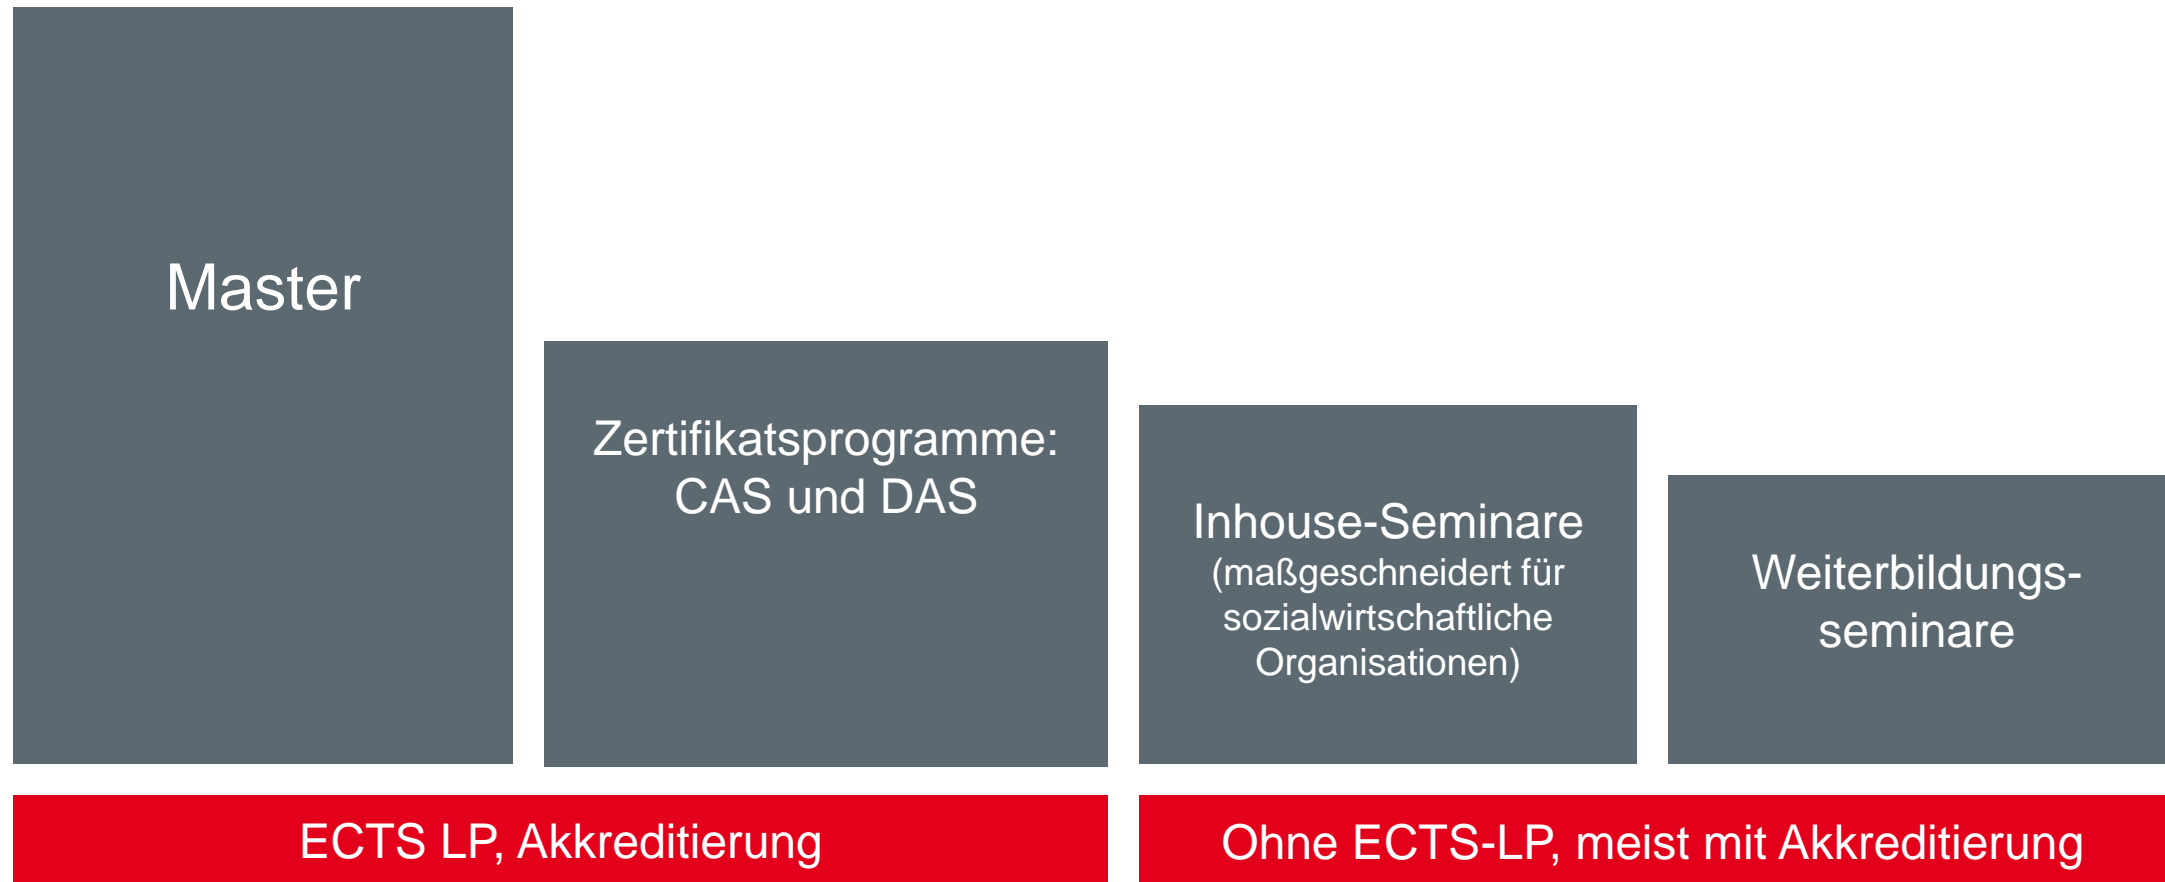 Master
Zertifikatsprogramme:
CAS und DAS
Inhouse-Seminare
(maßgeschneidert für
sozialwirtschaftliche
Organisationen)
Weiterbildungs-
seminare
ECTS LP, Akkreditierung
Ohne ECTS-LP, meist mit Akkreditierung